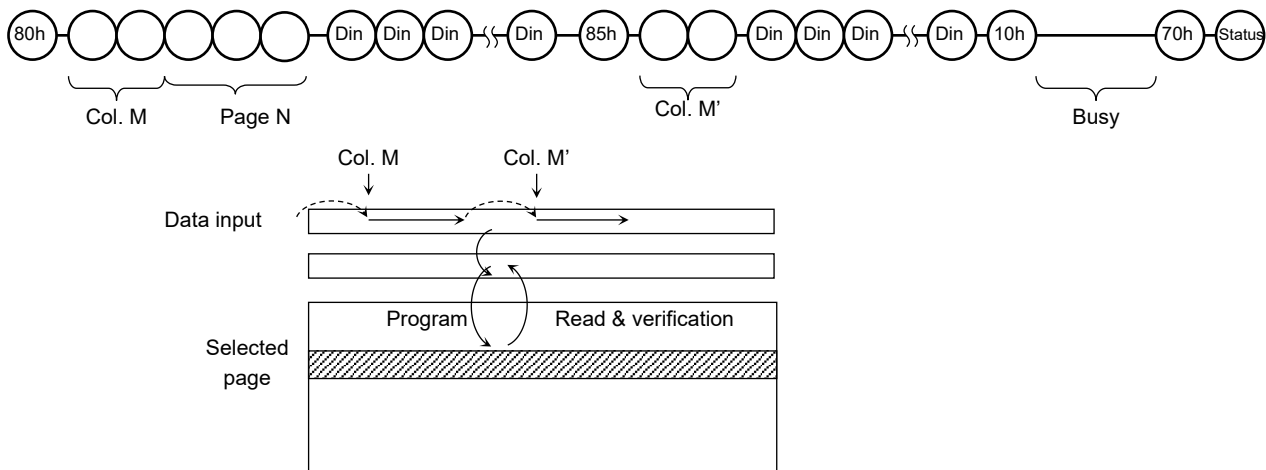 80h Din Din Din Din 85h Din Din Din Din 10h 70h Status
Col. M Page N Col. M’ Busy
Col. M Col. M’
Data input
Program Read & verification
Selected
page